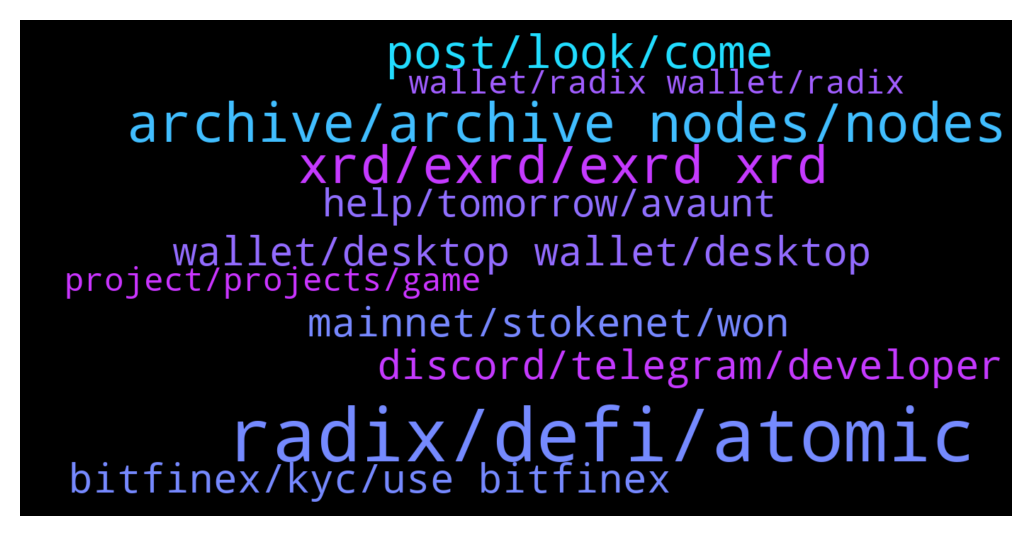 post/look/come
wallet/radix wallet/radix
archive/archive nodes/nodes
xrd/exrd/exrd xrd
help/tomorrow/avaunt
wallet/desktop wallet/desktop
project/projects/game
mainnet/stokenet/won
discord/telegram/developer
radix/defi/atomic
bitfinex/kyc/use bitfinex